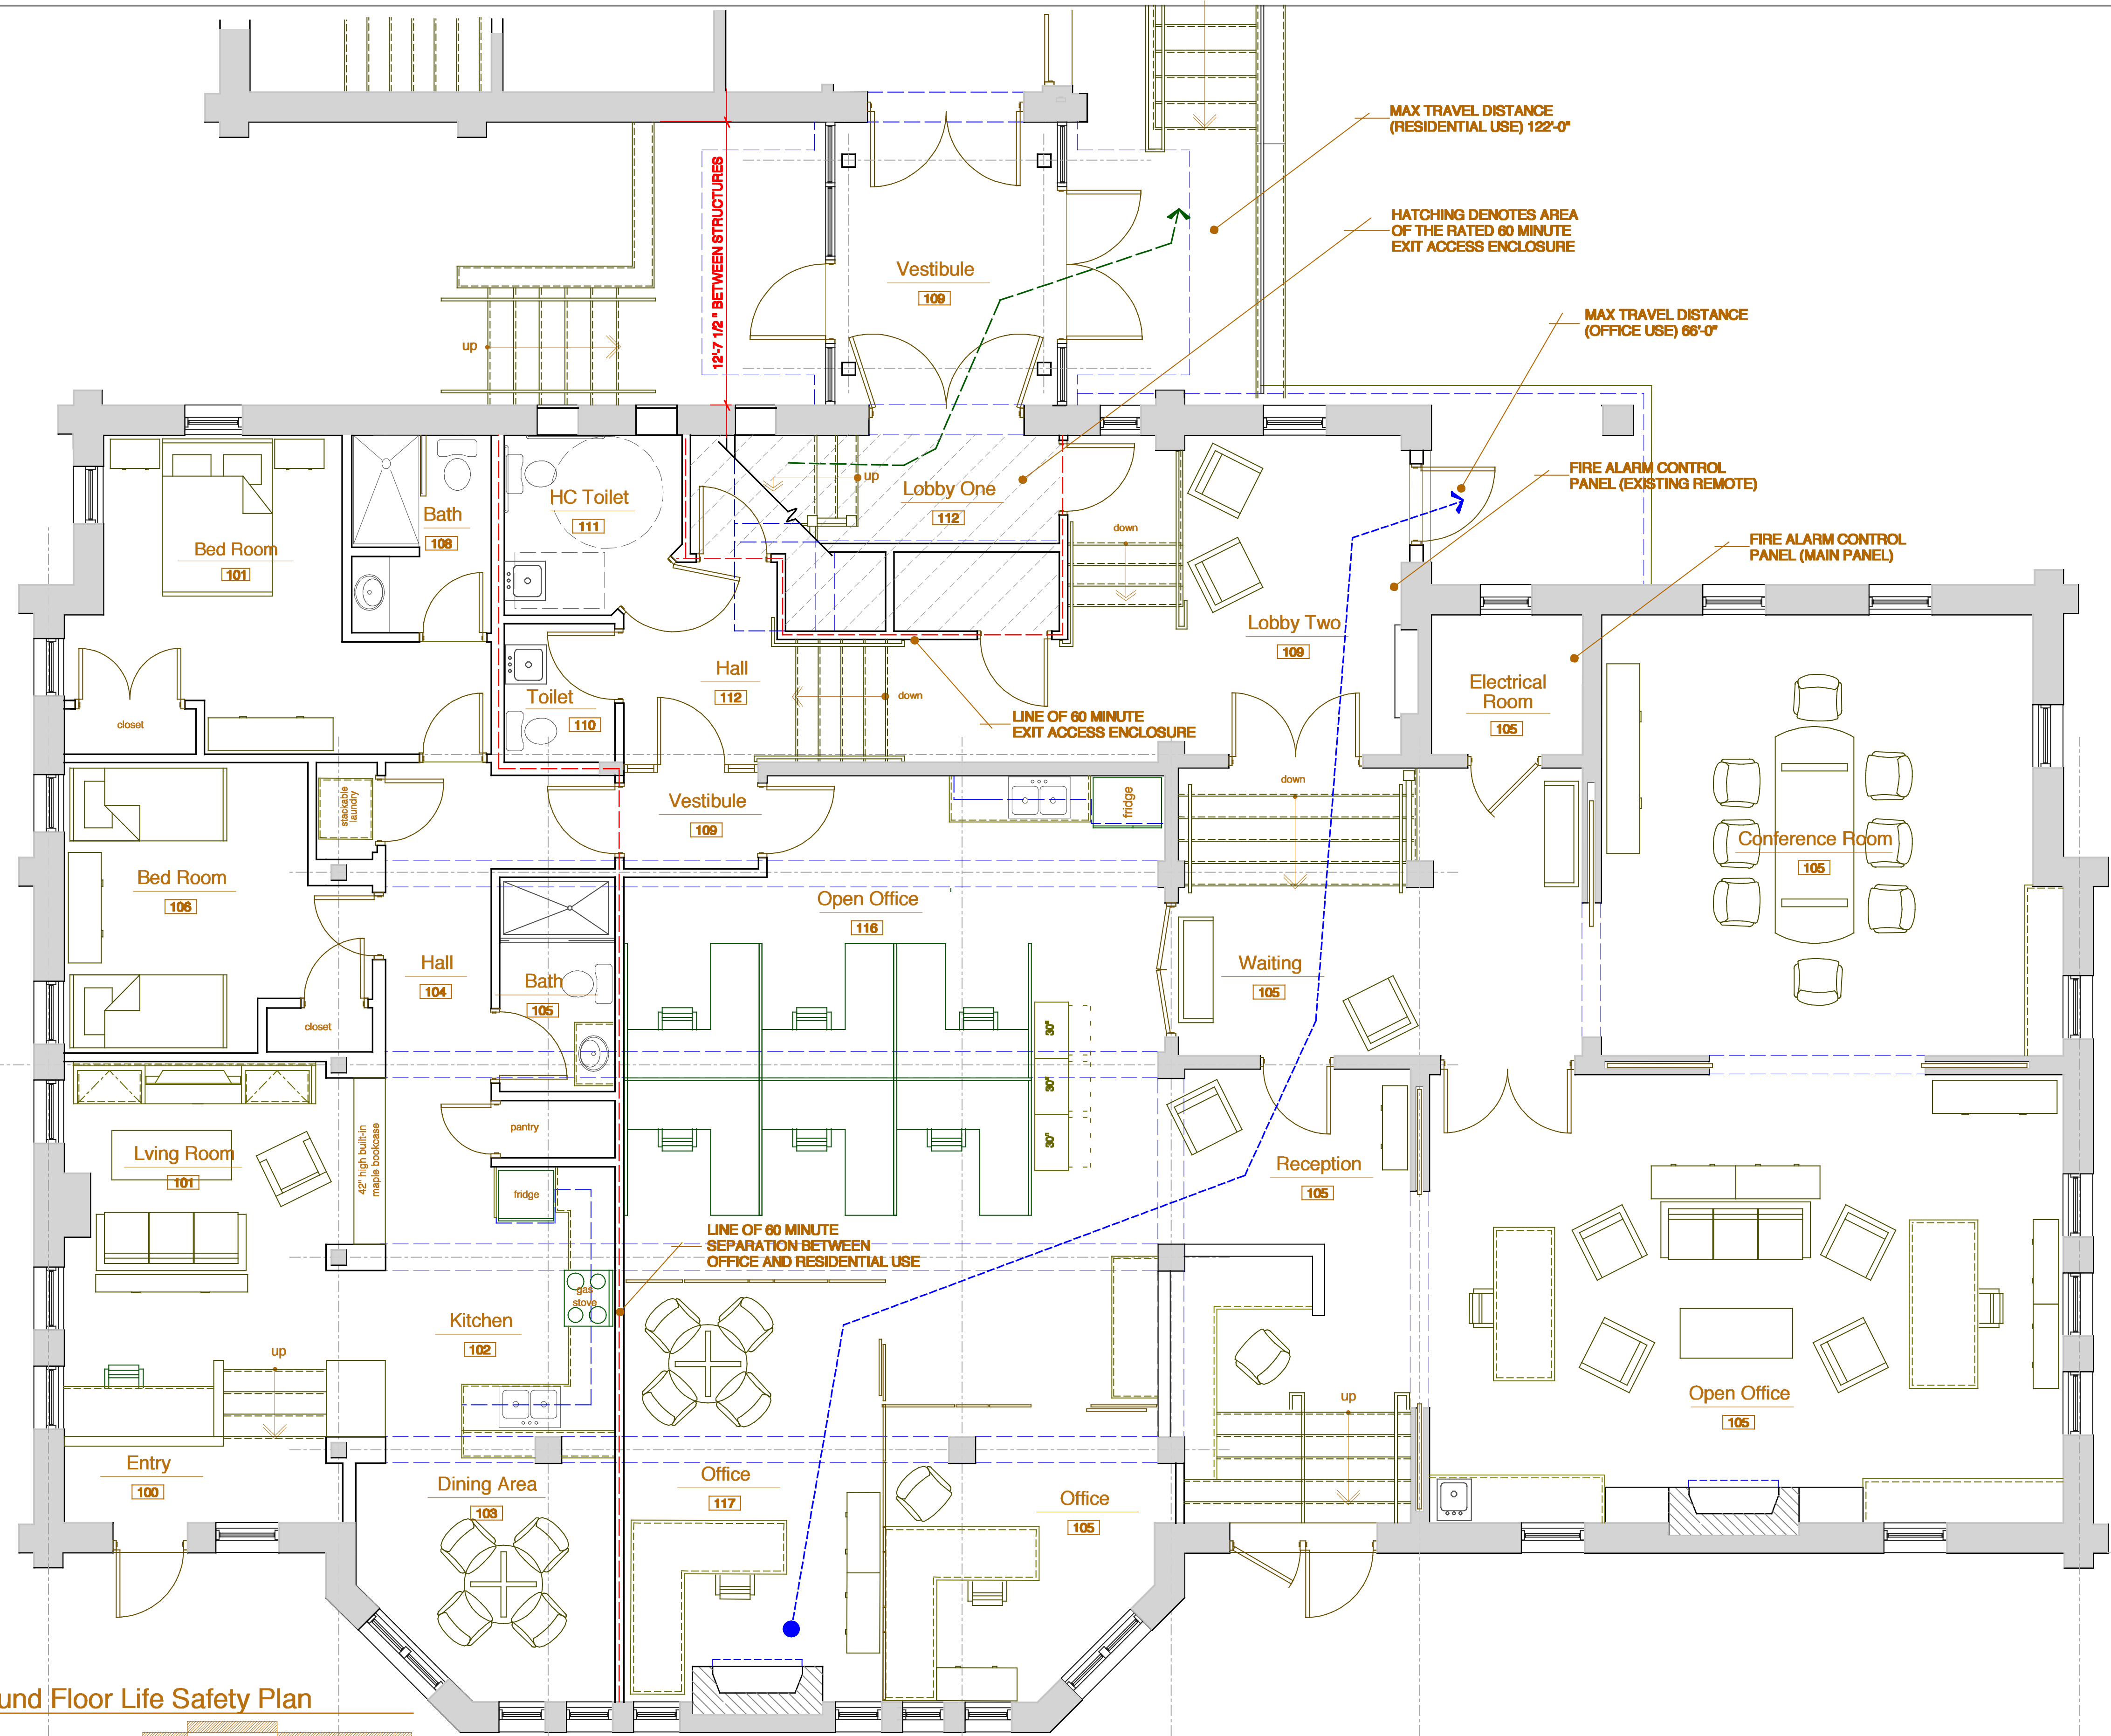 MAX TRAVEL DISTANCE
(RESIDENTIAL USE) 122'-0"
12'-7 1/2 " BETWEEN STRUCTURES
HATCHING DENOTES AREA
OF THE RATED 60 MINUTE
EXIT ACCESS ENCLOSURE
Vestibule
109
MAX TRAVEL DISTANCE
(OFFICE USE) 66'-0"
up
FIRE ALARM CONTROL
PANEL (EXISTING REMOTE)
up
Lobby One
112
HC Toilet
111
Bath
108
Bed Room
101
down
FIRE ALARM CONTROL
PANEL (MAIN PANEL)
Lobby Two
109
Hall
112
Toilet
110
down
closet
Electrical
Room
105
LINE OF 60 MINUTE
EXIT ACCESS ENCLOSURE
down
stackable
laundry
Vestibule
109
fridge
Conference Room
105
Bed Room
106
Open Office
116
Hall
104
Bath
105
Waiting
105
closet
30"
30"
30"
pantry
42" high built-in
maple bookcase
Lving Room
101
Reception
105
fridge
LINE OF 60 MINUTE
SEPARATION BETWEEN
OFFICE AND RESIDENTIAL USE
gas
stove
Kitchen
102
up
up
Open Office
105
Entry
100
Dining Area
103
Office
117
Office
105
und Floor Life Safety Plan